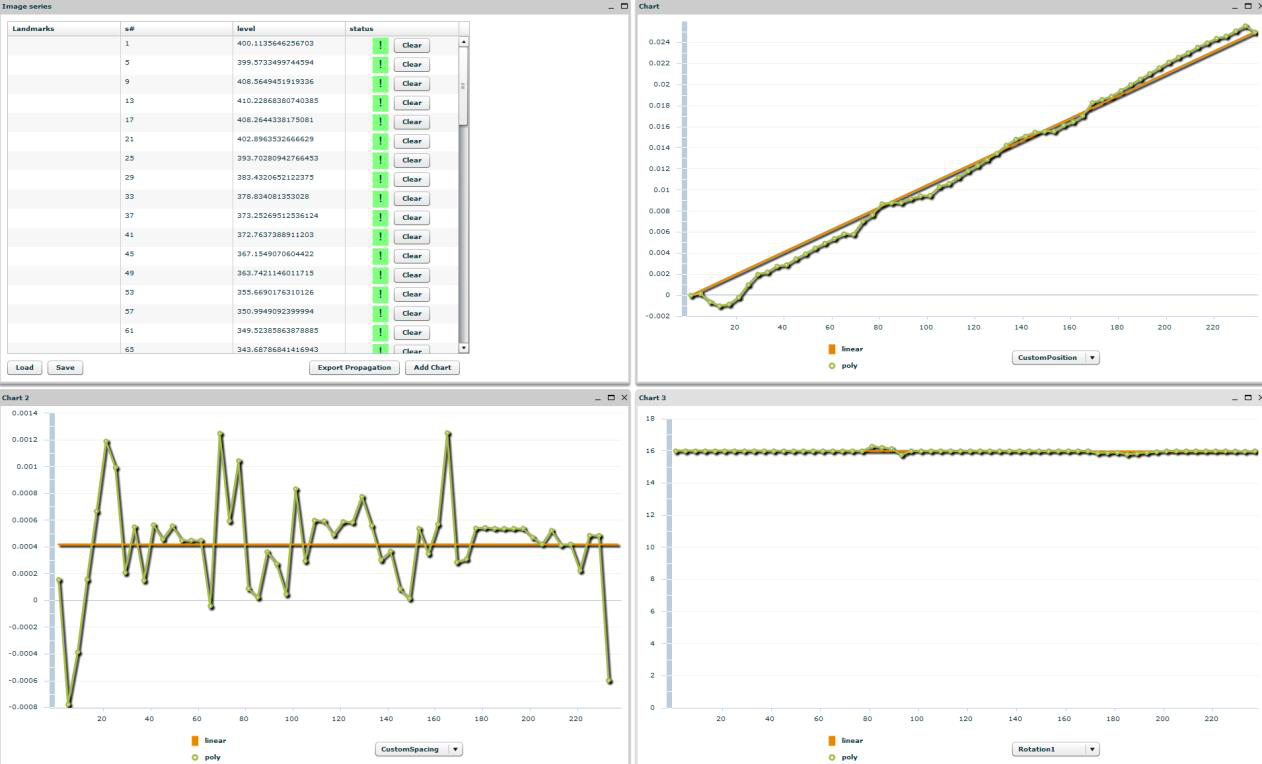 Image series
Landmarks s# level status
1 400.1135646256703 ! Clear
5 399.5733499744594 ! Clear
9 408.5649451919336 ! Clear
13 410.22868380740385 ! Clear
17 408.2644338175081 ! Clear
21 402.8963532666629 ! Clear
25 393.70280942766453 ! Clear
29 383.4320652122375 ! Clear
33 378.834081353028 ! Clear
37 373.25269512536124 ! Clear
41 372.7637388911203 ! Clear
45 367.1549070604422 ! Clear
49 363.7421146011715 ! Clear
53 355.6690176310126 ! Clear
57 350.9949092399994 ! Clear
61 349.52385863878885 ! Clear
65 343.68786841416943 ! Clear
Load Save Export Propagation Add Chart
Chart
0.024
0.022
0.02
0.018
0.016
0.014
0.012
0.01
0.008
0.006
0.004
0.002
0
-0.002
20 40 60 80 100 120 140 160 180 200 220
linear
poly
CustomPosition
Chart 2
0.0014
0.0012
0.001
0.0008
0.0006
0.0004
0.0002
0
-0.0002
-0.0004
-0.0006
-0.0008
20 40 60 80 100 120 140 160 180 200 220
linear
poly
CustomSpacing
Chart 3
18
16
14
12
10
8
6
4
2
0
20 40 60 80 100 120 140 160 180 200 220
linear
poly
Rotation1